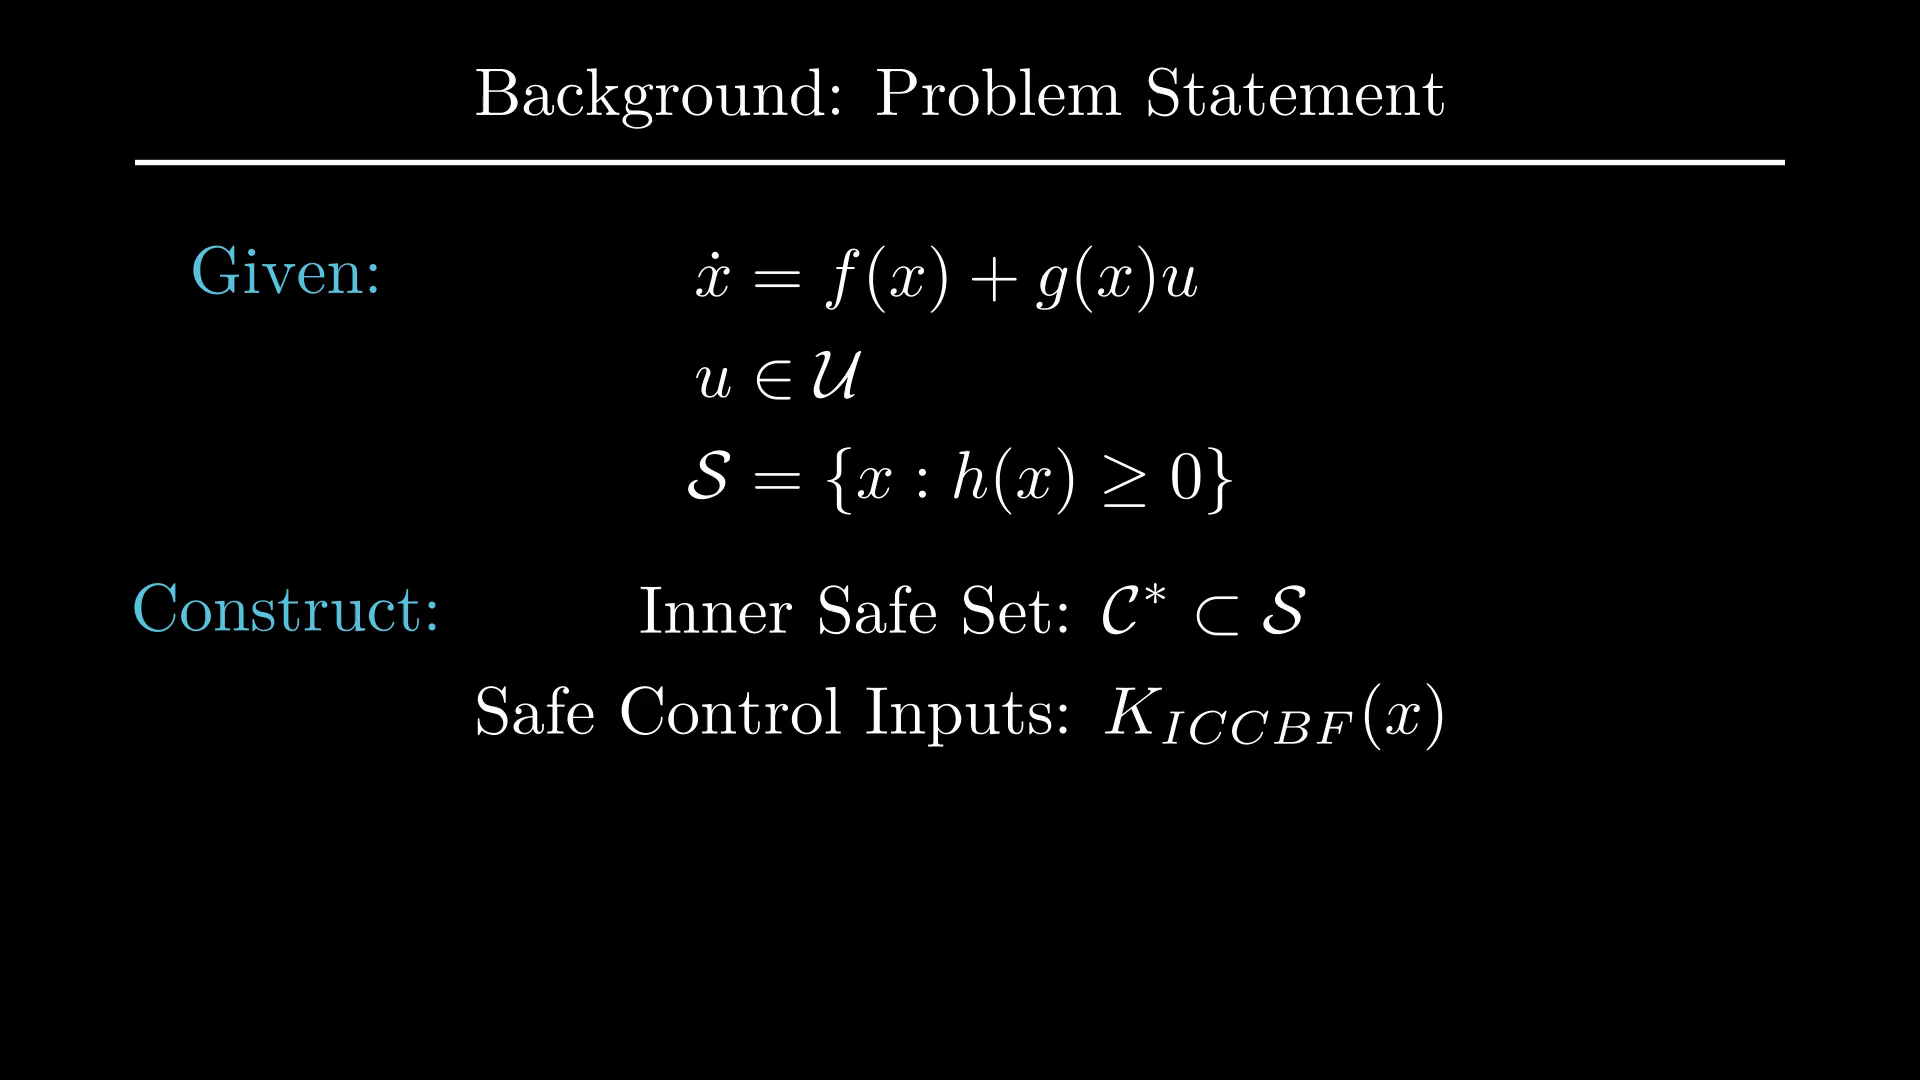 Background: Problem Statement
Given: $\dot{x} = f(x) + g(x)u$
$u \in \mathcal{U}$
$\mathcal{S} = \{x : h(x) \geq 0\}$
Construct: Inner Safe Set: $\mathcal{C}^* \subset \mathcal{S}$
Safe Control Inputs: $K_{ICCBF}(x)$